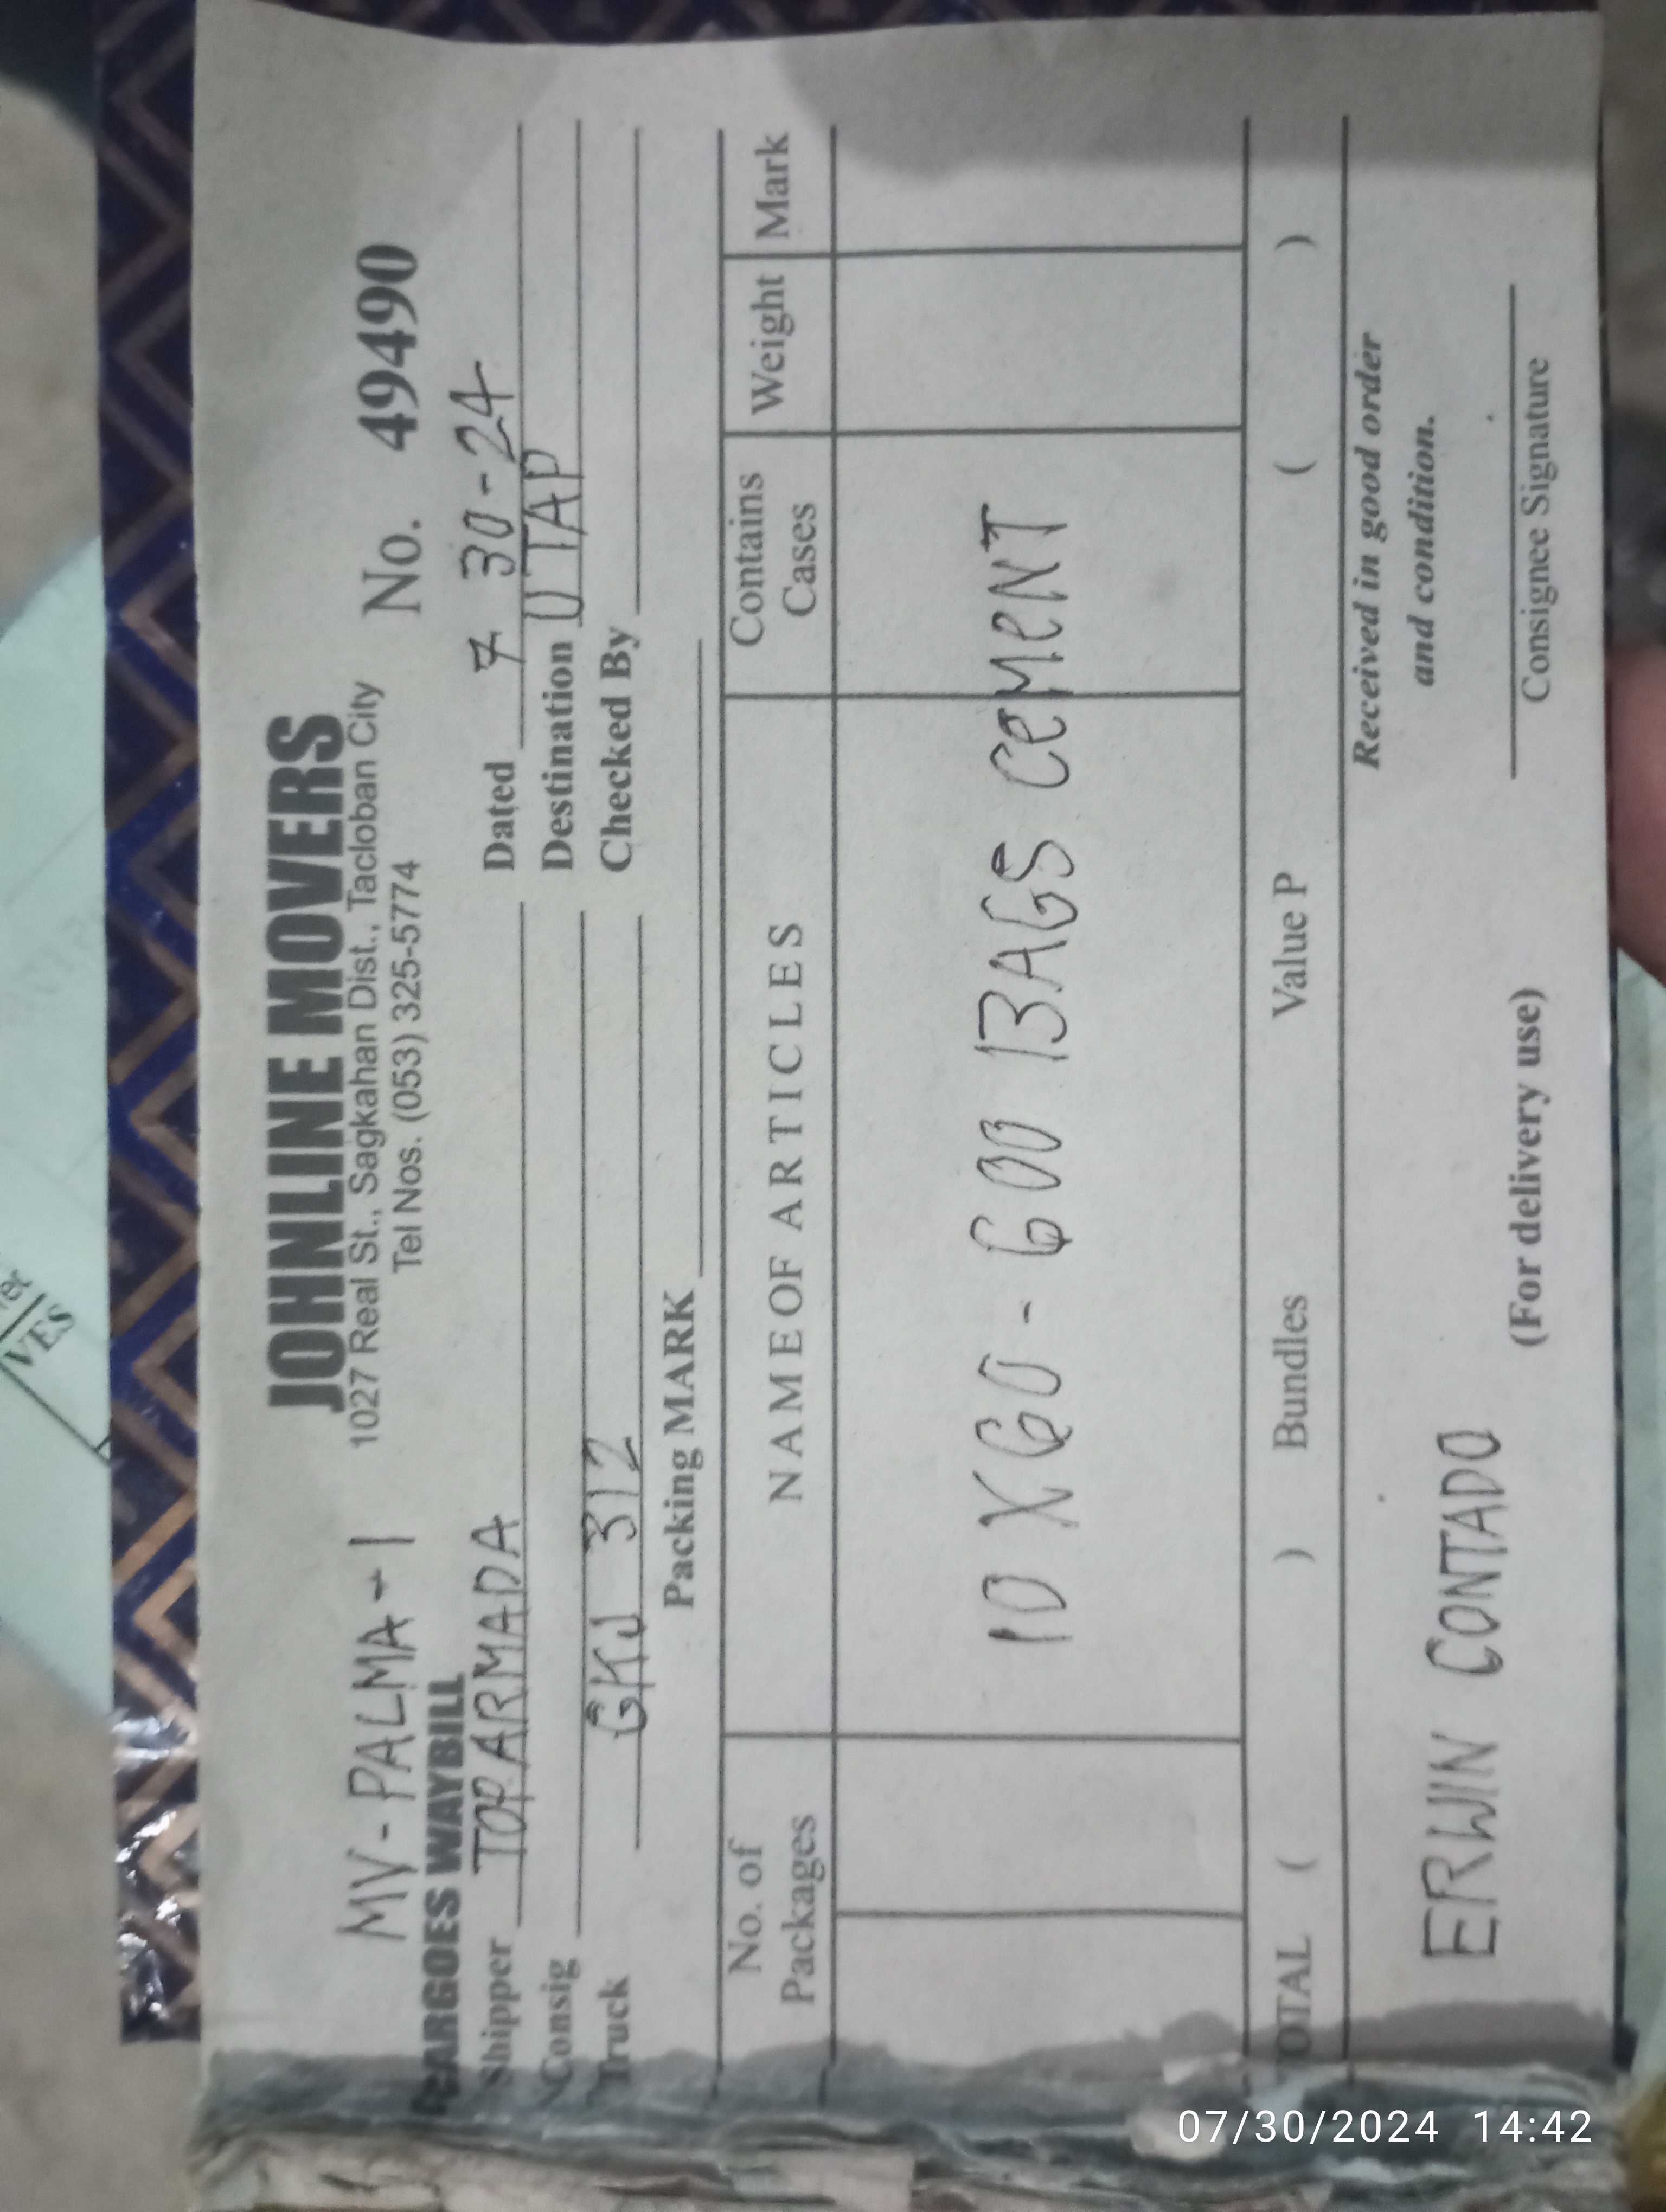 JOHNLINE MOVERS
MV-PALMA-1 1027 Real St., Sagkahan Dist., Tacloban City No. 49490
Tel Nos. (053) 325-5774
CARGOES WAYBILL
Shipper TOP ARMADA Dated 7 30-24
Consig Destination UTAP
Truck GKJ 312 Checked By
Packing MARK
No. of Packages NAME OF ARTICLES Contains Cases Weight Mark
10 X 60 - 600 BAGS CeMeNT
TOTAL ( ) Bundles Value P ( )
Received in good order
and condition.
ERWIN CONTADO
(For delivery use) Consignee Signature
VES
07/30/2024 14:42